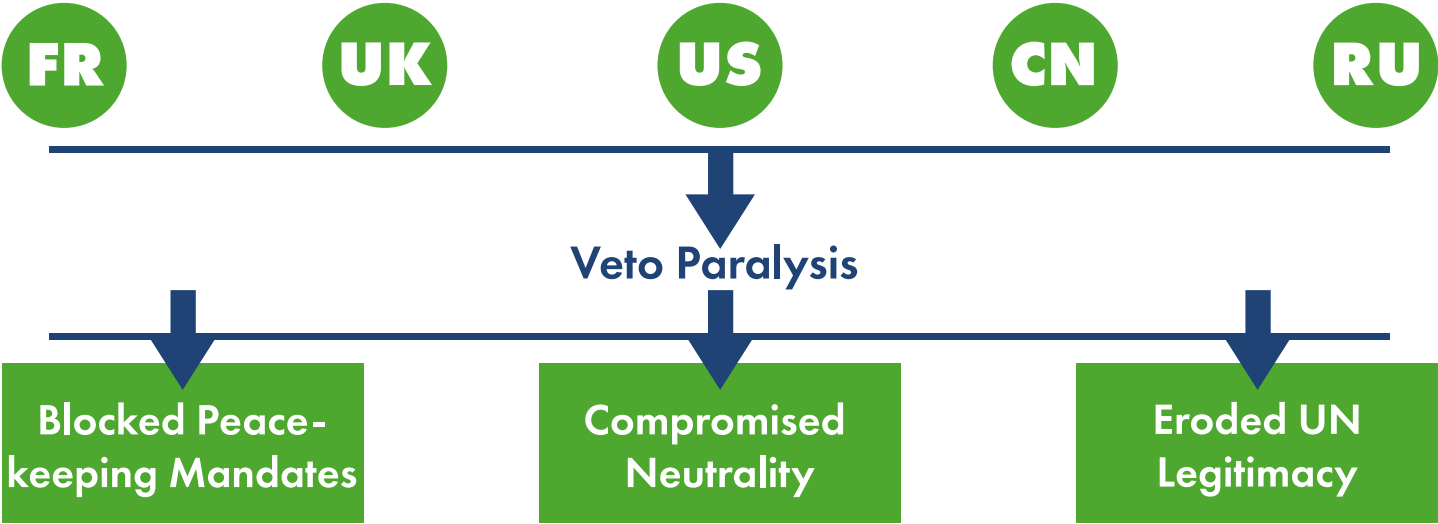 FR
UK
US
CN
RU
Veto Paralysis
Blocked Peace-
keeping Mandates
Compromised
Neutrality
Eroded UN
Legitimacy